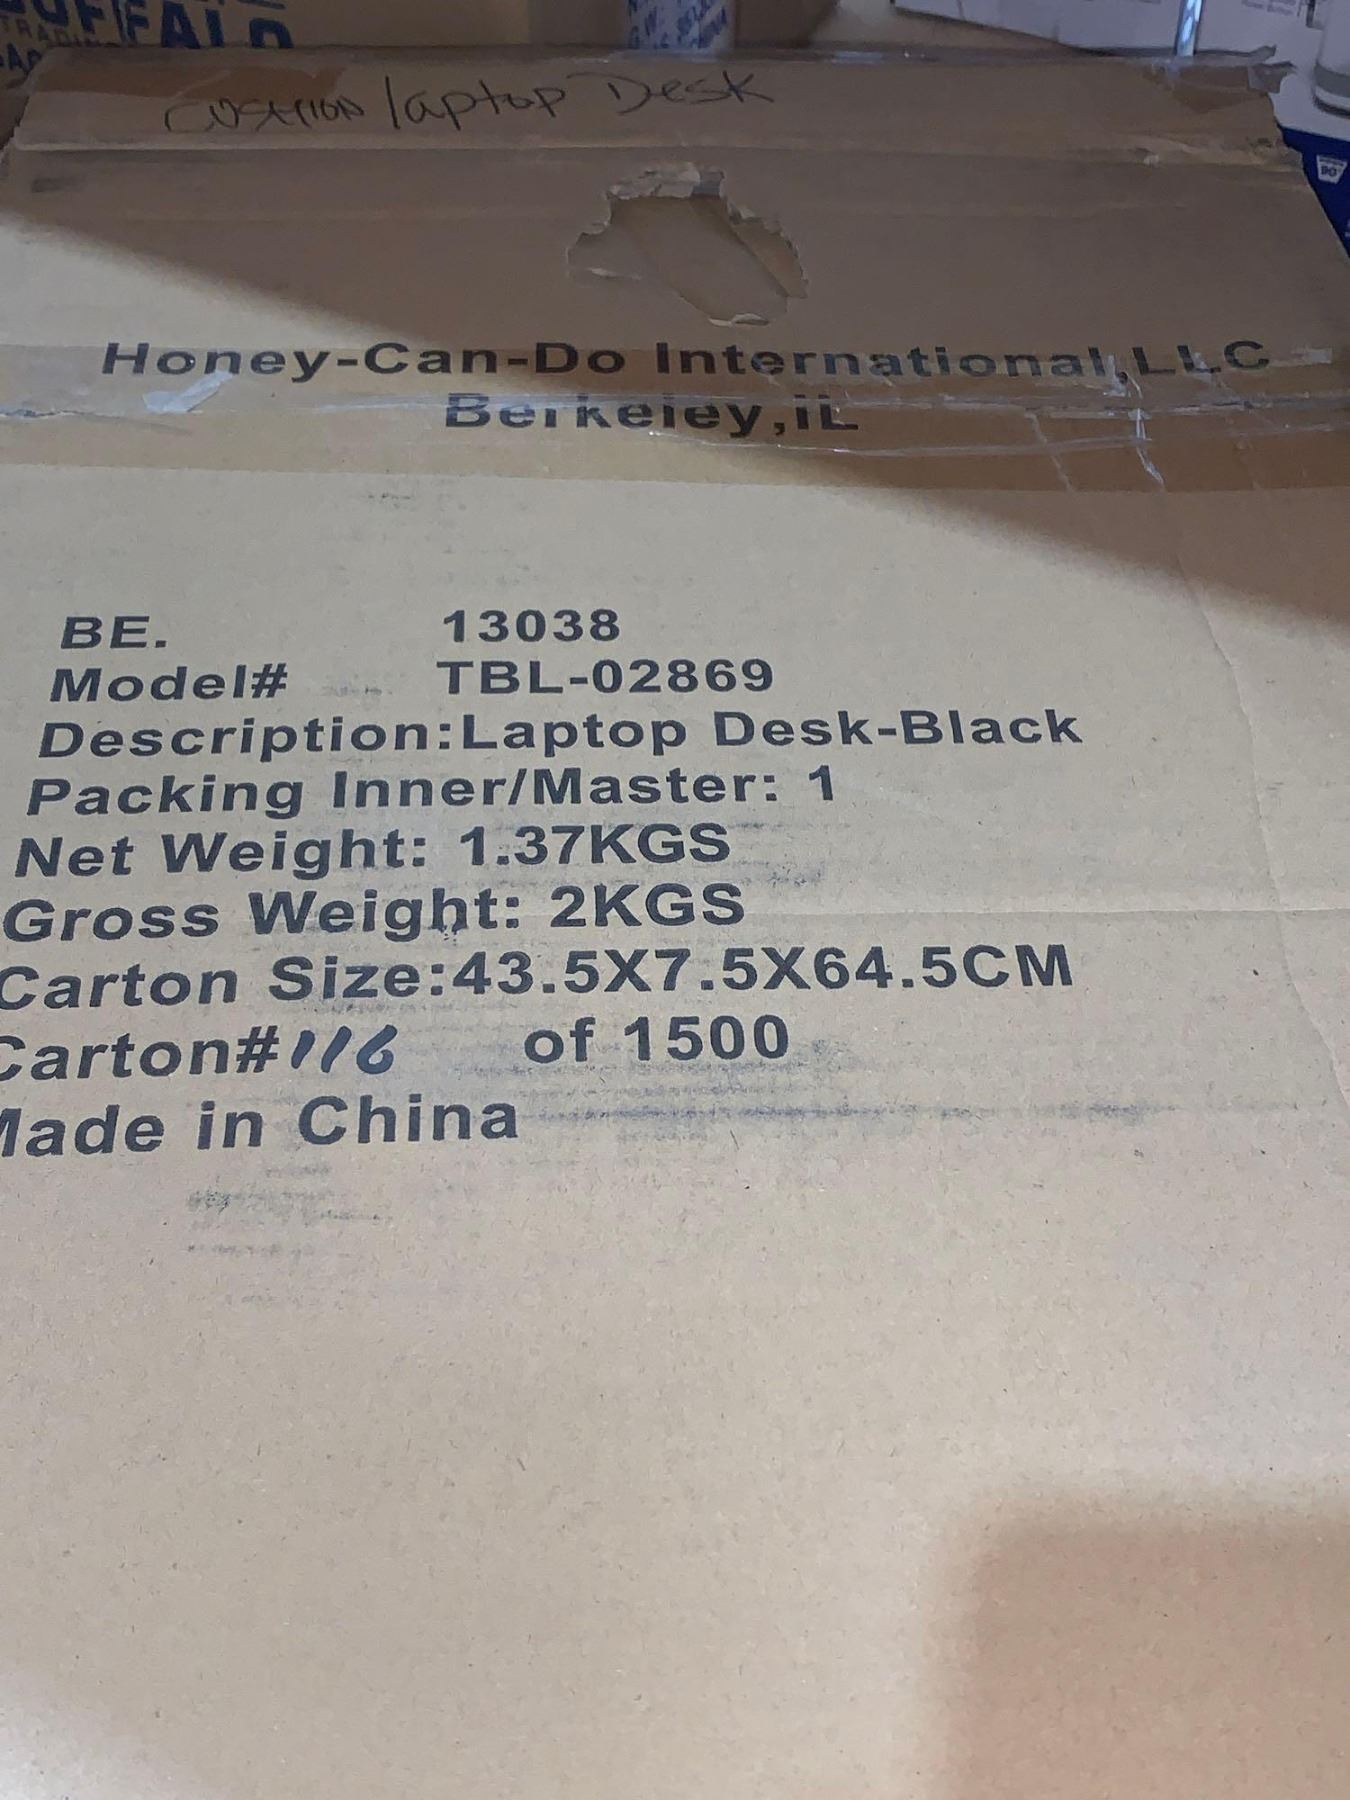 BUFFALO
TRADING
cushion laptop Desk
Honey-Can-Do International,LLC
Berkeley,iL
BE. 13038
Model# TBL-02869
Description:Laptop Desk-Black
Packing Inner/Master: 1
Net Weight: 1.37KGS
Gross Weight: 2KGS
Carton Size:43.5X7.5X64.5CM
Carton#116 of 1500
Made in China